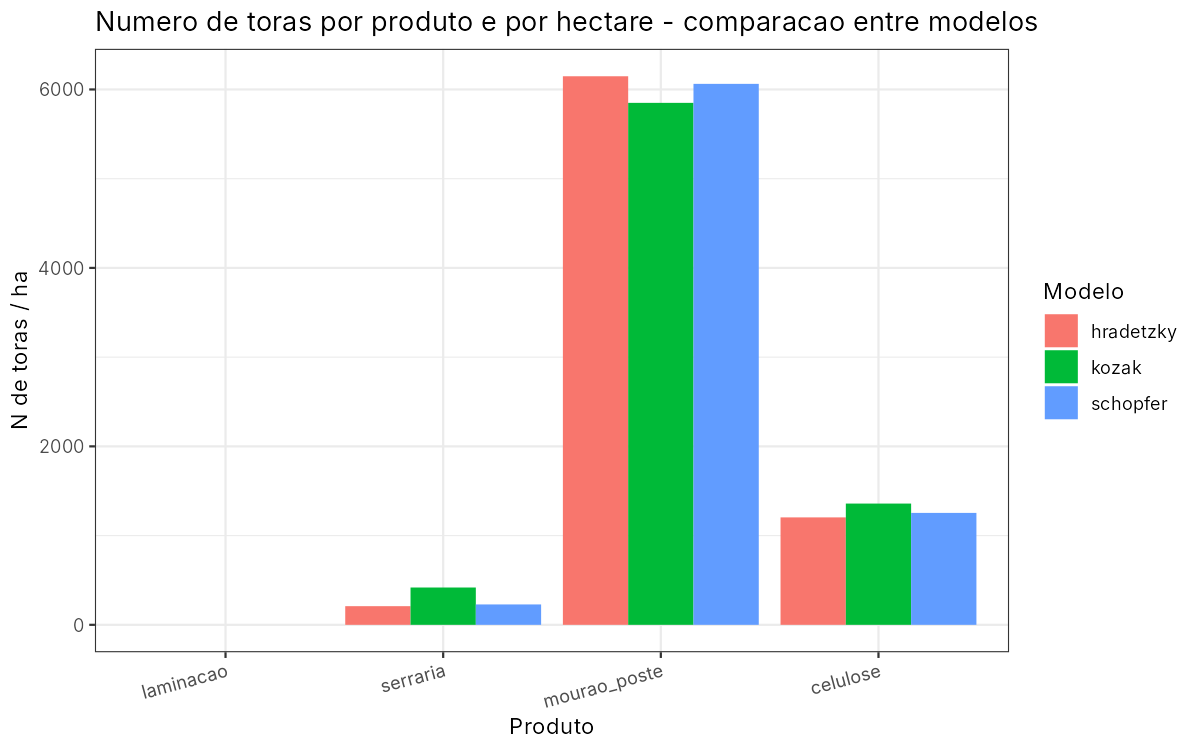 Numero de toras por produto e por hectare - comparacao entre modelos
N de toras / ha
6000
4000
2000
0
laminacao
serraria
mourao_poste
celulose
Produto
Modelo
hradetzky
kozak
schopfer